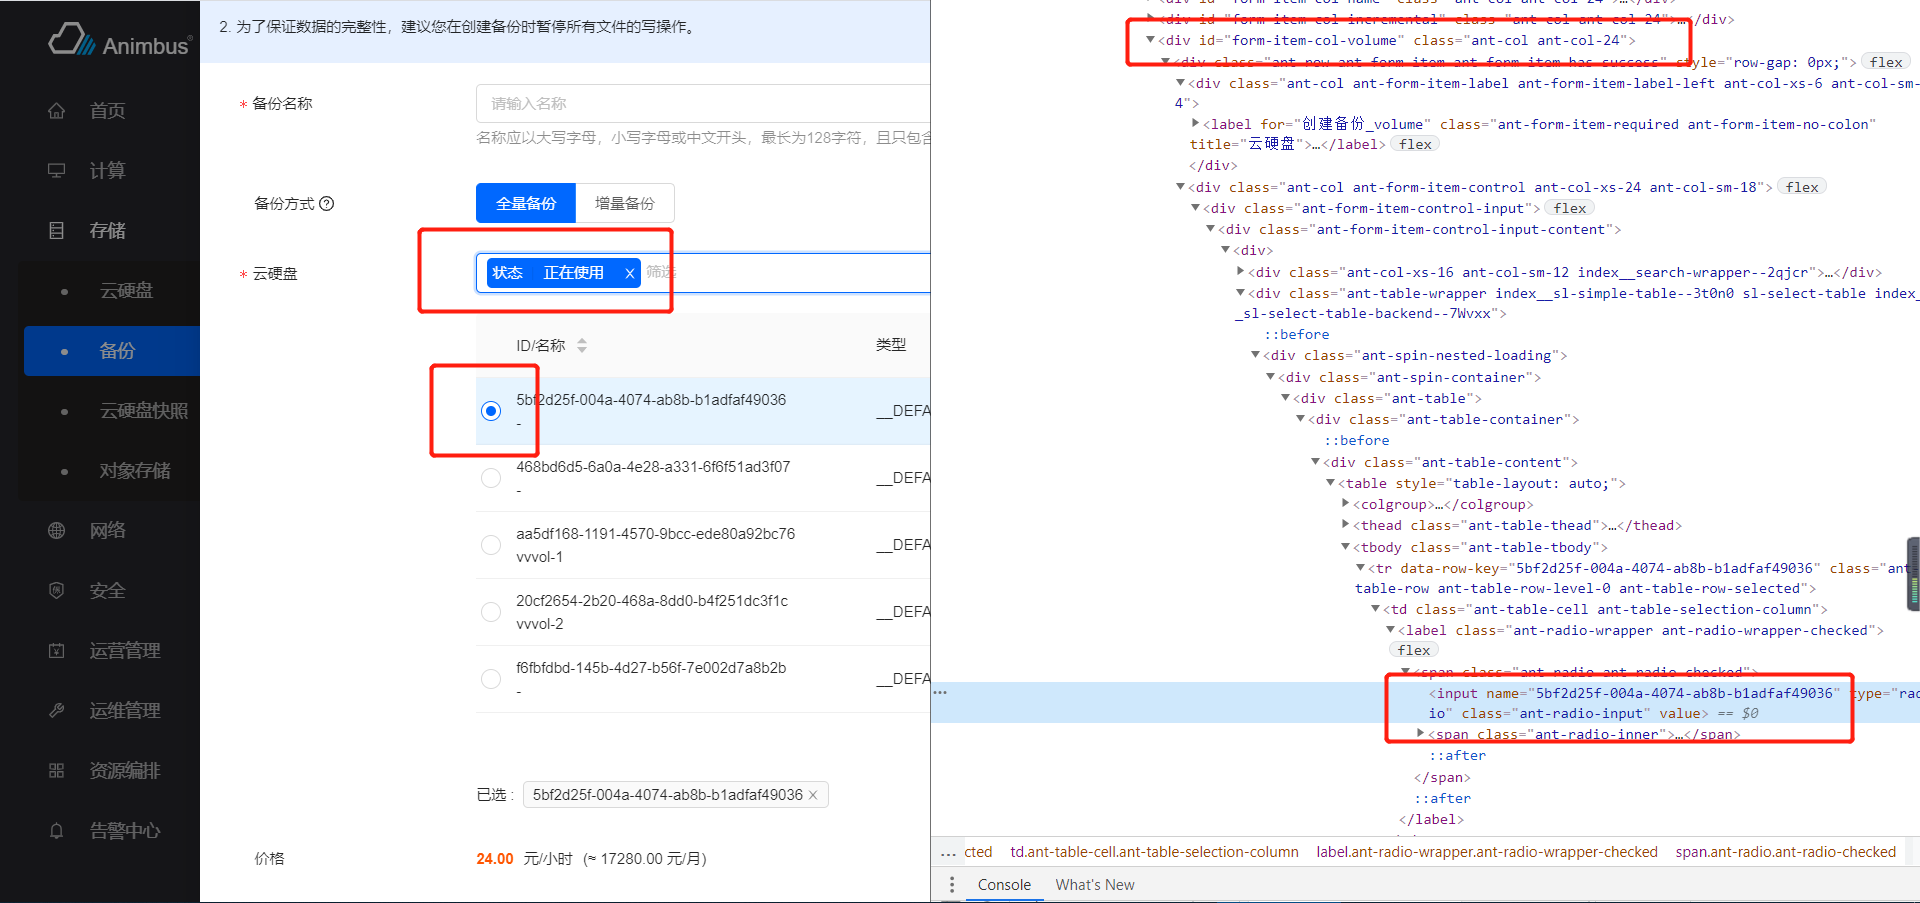 Animbus®
首页
计算
存储
云硬盘
备份
云硬盘快照
对象存储
网络
安全
运营管理
运维管理
资源编排
告警中心
2. 为了保证数据的完整性，建议您在创建备份时暂停所有文件的写操作。
* 备份名称
请输入名称
名称应以大写字母，小写字母或中文开头，最长为128字符，且只包含
备份方式
全量备份 增量备份
* 云硬盘
状态 正在使用 X 筛选
ID/名称 类型
5bf2d25f-004a-4074-ab8b-b1adfaf49036
-
__DEFA
468bd6d5-6a0a-4e28-a331-6f6f51ad3f07
-
__DEFA
aa5df168-1191-4570-9bcc-ede80a92bc76
vvvol-1
__DEFA
20cf2654-2b20-468a-8dd0-b4f251dc3f1c
vvvol-2
__DEFA
f6fbfdbd-145b-4d27-b56f-7e002d7a8b2b
-
__DEFA
已选： 5bf2d25f-004a-4074-ab8b-b1adfaf49036 ×
价格
24.00 元/小时 (≈ 17280.00 元/月)
<div id="form-item-col-name" class="ant-col ant-col-24">…</div>
<div id="form-item-col-incremental" class="ant-col ant-col-24">…</div>
<div id="form-item-col-volume" class="ant-col ant-col-24">
<div class="ant-row ant-form-item ant-form-item-has-success" style="row-gap: 0px;"> flex
<div class="ant-col ant-form-item-label ant-form-item-label-left ant-col-xs-6 ant-col-sm-
4">
<label for="创建备份_volume" class="ant-form-item-required ant-form-item-no-colon"
title="云硬盘">…</label> flex
</div>
<div class="ant-col ant-form-item-control ant-col-xs-24 ant-col-sm-18"> flex
<div class="ant-form-item-control-input"> flex
<div class="ant-form-item-control-input-content">
<div>
<div class="ant-col-xs-16 ant-col-sm-12 index__search-wrapper--2qjcr">…</div>
<div class="ant-table-wrapper index__sl-simple-table--3t0n0 sl-select-table index_
_sl-select-table-backend--7Wvxx">
::before
<div class="ant-spin-nested-loading">
<div class="ant-spin-container">
<div class="ant-table">
<div class="ant-table-container">
::before
<div class="ant-table-content">
<table style="table-layout: auto;">
<colgroup>…</colgroup>
<thead class="ant-table-thead">…</thead>
<tbody class="ant-table-tbody">
<tr data-row-key="5bf2d25f-004a-4074-ab8b-b1adfaf49036" class="ant-
table-row ant-table-row-level-0 ant-table-row-selected">
<td class="ant-table-cell ant-table-selection-column">
<label class="ant-radio-wrapper ant-radio-wrapper-checked">
flex
<span class="ant-radio ant-radio-checked">
<input name="5bf2d25f-004a-4074-ab8b-b1adfaf49036" type="rad
io" class="ant-radio-input" value> == $0
<span class="ant-radio-inner">…</span>
::after
</span>
::after
</label>
… cted td.ant-table-cell.ant-table-selection-column label.ant-radio-wrapper.ant-radio-wrapper-checked span.ant-radio.ant-radio-checked
Console What's New